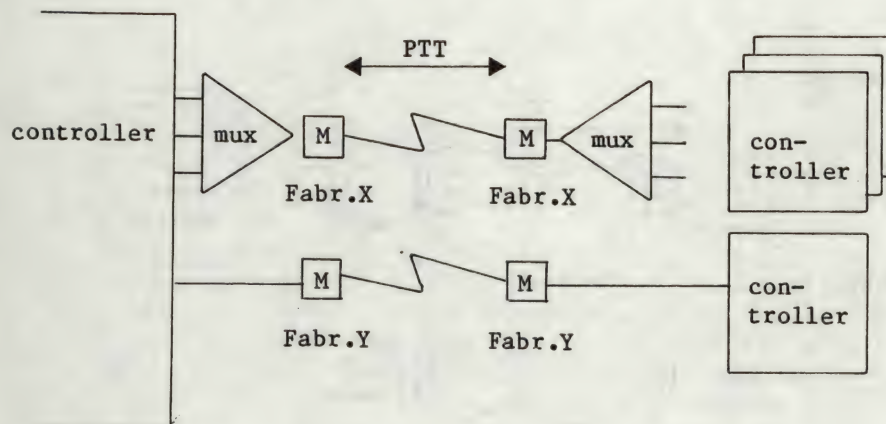 PTT
controller
mux
M
M
mux
con-
troller
Fabr.X
Fabr.X
M
M
con-
troller
Fabr.Y
Fabr.Y